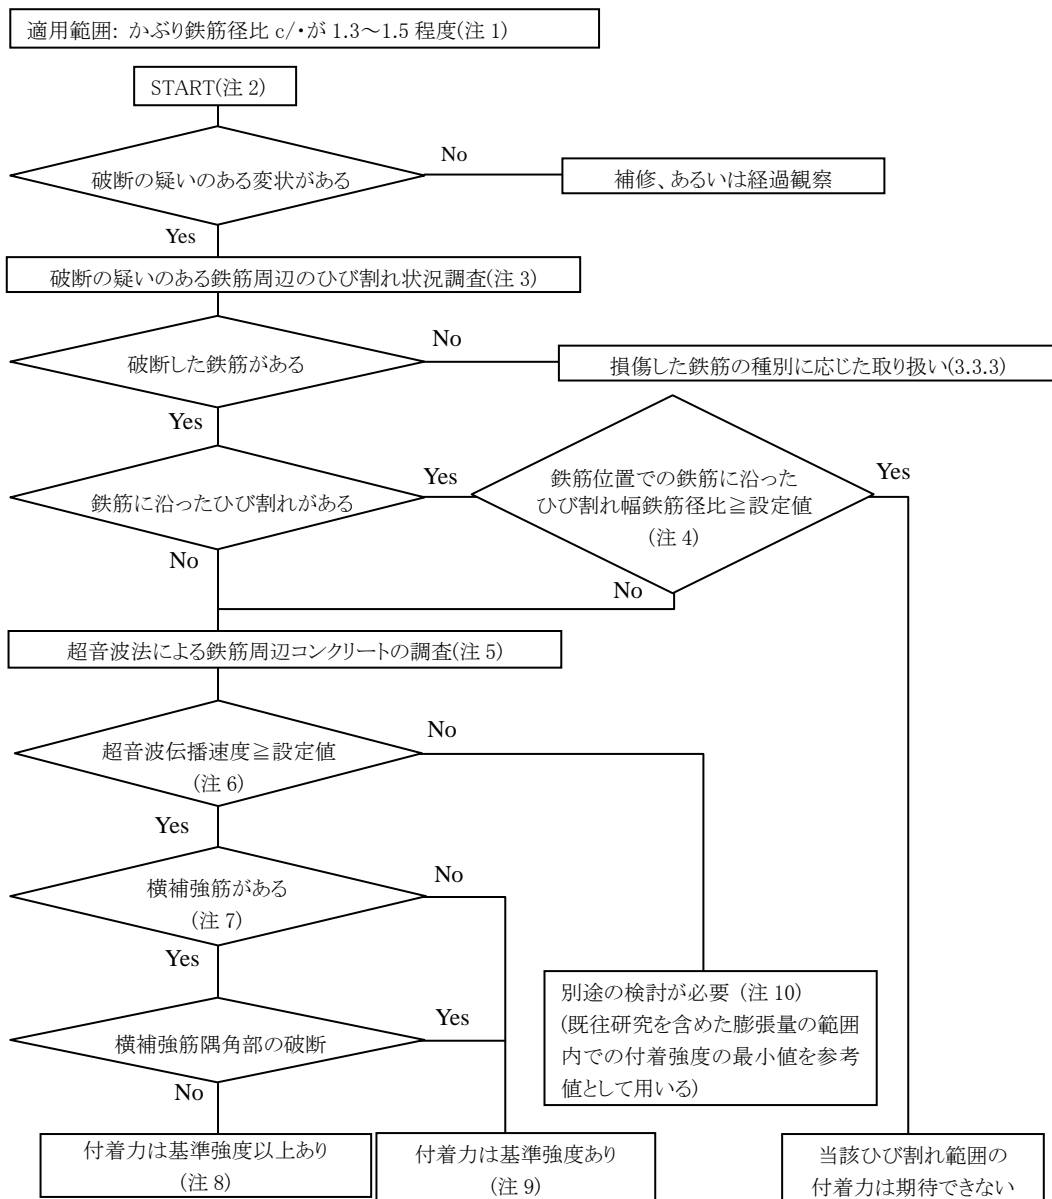 適用範囲: かぶり鉄筋径比 c/・が 1.3～1.5 程度(注 1)
START(注 2)
破断の疑いのある変状がある
No
補修、あるいは経過観察
Yes
破断の疑いのある鉄筋周辺のひび割れ状況調査(注 3)
破断した鉄筋がある
No
損傷した鉄筋の種別に応じた取り扱い(3.3.3)
Yes
鉄筋に沿ったひび割れがある
Yes
鉄筋位置での鉄筋に沿った
ひび割れ幅鉄筋径比≧設定値
(注 4)
Yes
No
No
超音波法による鉄筋周辺コンクリートの調査(注 5)
超音波伝播速度≧設定値
(注 6)
No
Yes
横補強筋がある
(注 7)
No
Yes
別途の検討が必要 (注 10)
(既往研究を含めた膨張量の範囲
内での付着強度の最小値を参考
値として用いる)
横補強筋隅角部の破断
Yes
No
付着力は基準強度以上あり
(注 8)
付着力は基準強度あり
(注 9)
当該ひび割れ範囲の
付着力は期待できない